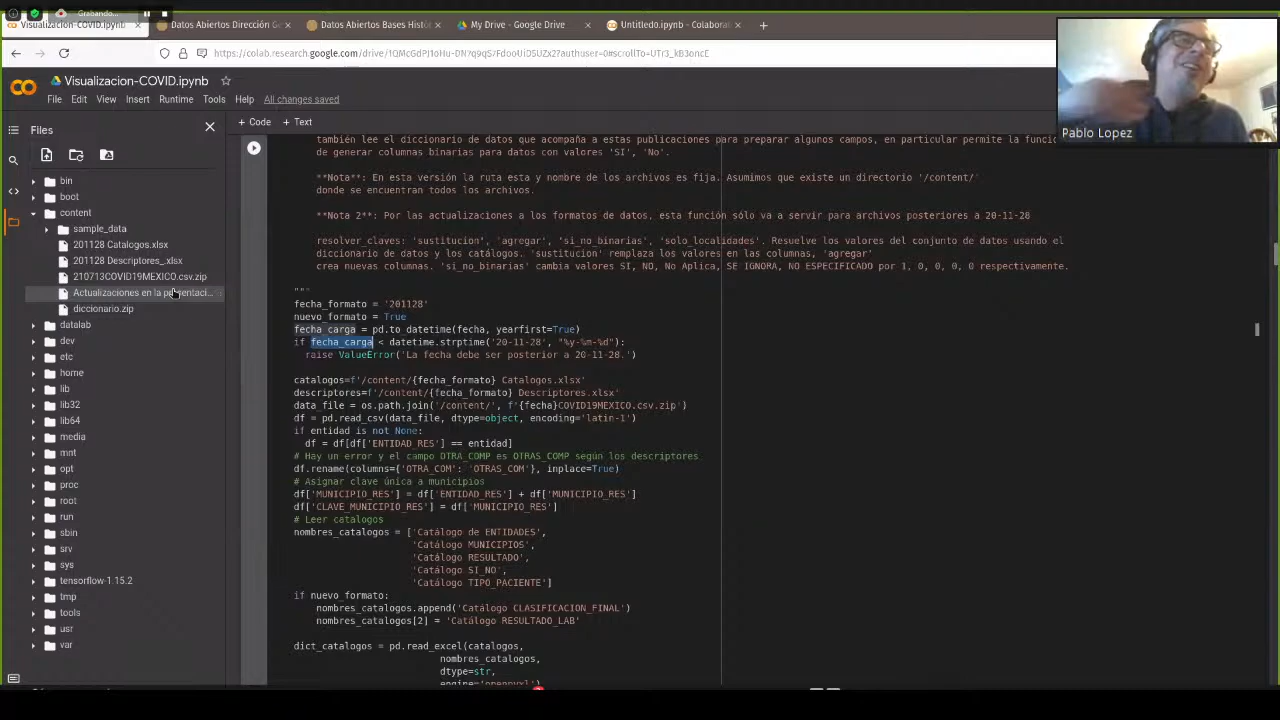 Grabando...
Visualizacion-COVID.ipynb
Datos Abiertos Dirección G
Datos Abiertos Bases Hist
My Drive - Google Drive
Untitled0.ipynb - Colabora
Visualizacion-COVID.ipynb
File Edit View Insert Runtime Tools Help All changes saved
Pablo Lopez
+ Code + Text
Files
bin
boot
content
sample_data
201128 Catalogos.xlsx
201128 Descriptores_.xlsx
210713COVID19MEXICO.csv.zip
Actualizaciones en la presentaci...
diccionario.zip
datalab
dev
etc
home
lib
lib32
lib64
media
mnt
opt
proc
root
run
sbin
srv
sys
tensorflow-1.15.2
tmp
tools
usr
var
también lee el diccionario de datos que acompaña a estas publicaciones para preparar algunos campos, en particular permite la funció
de generar columnas binarias para datos con valores 'SI', 'No'.
**Nota**: En esta versión la ruta esta y nombre de los archivos es fija. Asumimos que existe un directorio '/content/'
donde se encuentran todos los archivos.
**Nota 2**: Por las actualizaciones a los formatos de datos, esta función sólo va a servir para archivos posteriores a 20-11-28
resolver_claves: 'sustitucion', 'agregar', 'si_no_binarias', 'solo_localidades'. Resuelve los valores del conjunto de datos usando el
diccionario de datos y los catálogos. 'sustitucion' remplaza los valores en las columnas, 'agregar'
crea nuevas columnas. 'si_no_binarias' cambia valores SI, NO, No Aplica, SE IGNORA, NO ESPECIFICADO por 1, 0, 0, 0, 0 respectivamente.
"""
fecha_formato = '201128'
nuevo_formato = True
fecha_carga = pd.to_datetime(fecha, yearfirst=True)
if fecha_carga < datetime.strptime('20-11-28', "%y-%m-%d"):
raise ValueError('La fecha debe ser posterior a 20-11-28.')
catalogos=f'/content/{fecha_formato} Catalogos.xlsx'
descriptores=f'/content/{fecha_formato} Descriptores.xlsx'
data_file = os.path.join('/content/', f'{fecha}COVID19MEXICO.csv.zip')
df = pd.read_csv(data_file, dtype=object, encoding='latin-1')
if entidad is not None:
df = df[df['ENTIDAD_RES'] == entidad]
# Hay un error y el campo OTRA_COMP es OTRAS_COMP según los descriptores
df.rename(columns={'OTRA_COM': 'OTRAS_COM'}, inplace=True)
# Asignar clave única a municipios
df['MUNICIPIO_RES'] = df['ENTIDAD_RES'] + df['MUNICIPIO_RES']
df['CLAVE_MUNICIPIO_RES'] = df['MUNICIPIO_RES']
# Leer catalogos
nombres_catalogos = ['Catálogo de ENTIDADES',
'Catálogo MUNICIPIOS',
'Catálogo RESULTADO',
'Catálogo SI_NO',
'Catálogo TIPO_PACIENTE']
if nuevo_formato:
nombres_catalogos.append('Catálogo CLASIFICACION_FINAL')
nombres_catalogos[2] = 'Catálogo RESULTADO_LAB'
dict_catalogos = pd.read_excel(catalogos,
nombres_catalogos,
dtype=str,
engine='openpyxl')